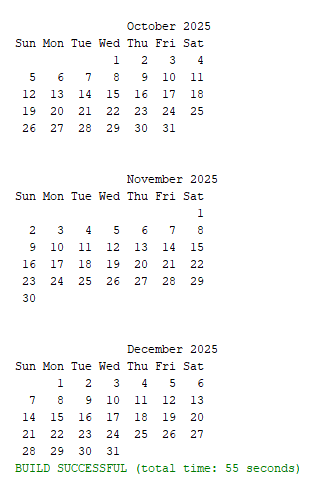 October 2025
Sun Mon Tue Wed Thu Fri Sat
1 2 3 4
5 6 7 8 9 10 11
12 13 14 15 16 17 18
19 20 21 22 23 24 25
26 27 28 29 30 31
November 2025
Sun Mon Tue Wed Thu Fri Sat
1
2 3 4 5 6 7 8
9 10 11 12 13 14 15
16 17 18 19 20 21 22
23 24 25 26 27 28 29
30
December 2025
Sun Mon Tue Wed Thu Fri Sat
1 2 3 4 5 6
7 8 9 10 11 12 13
14 15 16 17 18 19 20
21 22 23 24 25 26 27
28 29 30 31
BUILD SUCCESSFUL (total time: 55 seconds)